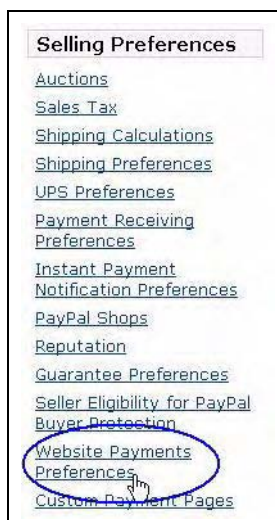 Selling Preferences
Auctions
Sales Tax
Shipping Calculations
Shipping Preferences
UPS Preferences
Payment Receiving
Preferences
Instant Payment
Notification Preferences
PayPal Shops
Reputation
Guarantee Preferences
Seller Eligibility for PayPal
Buyer Protection
Website Payments
Preferences
Custom Payment Pages